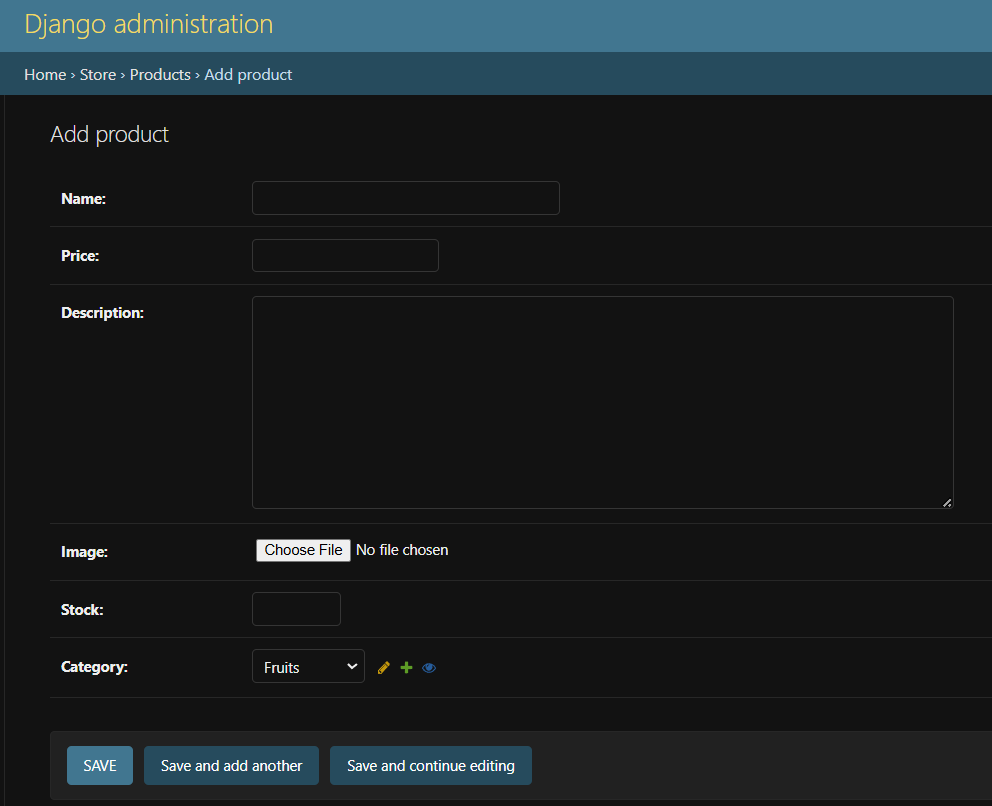 Django administration
Home › Store › Products › Add product
Add product
Name:
Price:
Description:
Image: Choose File No file chosen
Stock:
Category: Fruits
SAVE Save and add another Save and continue editing